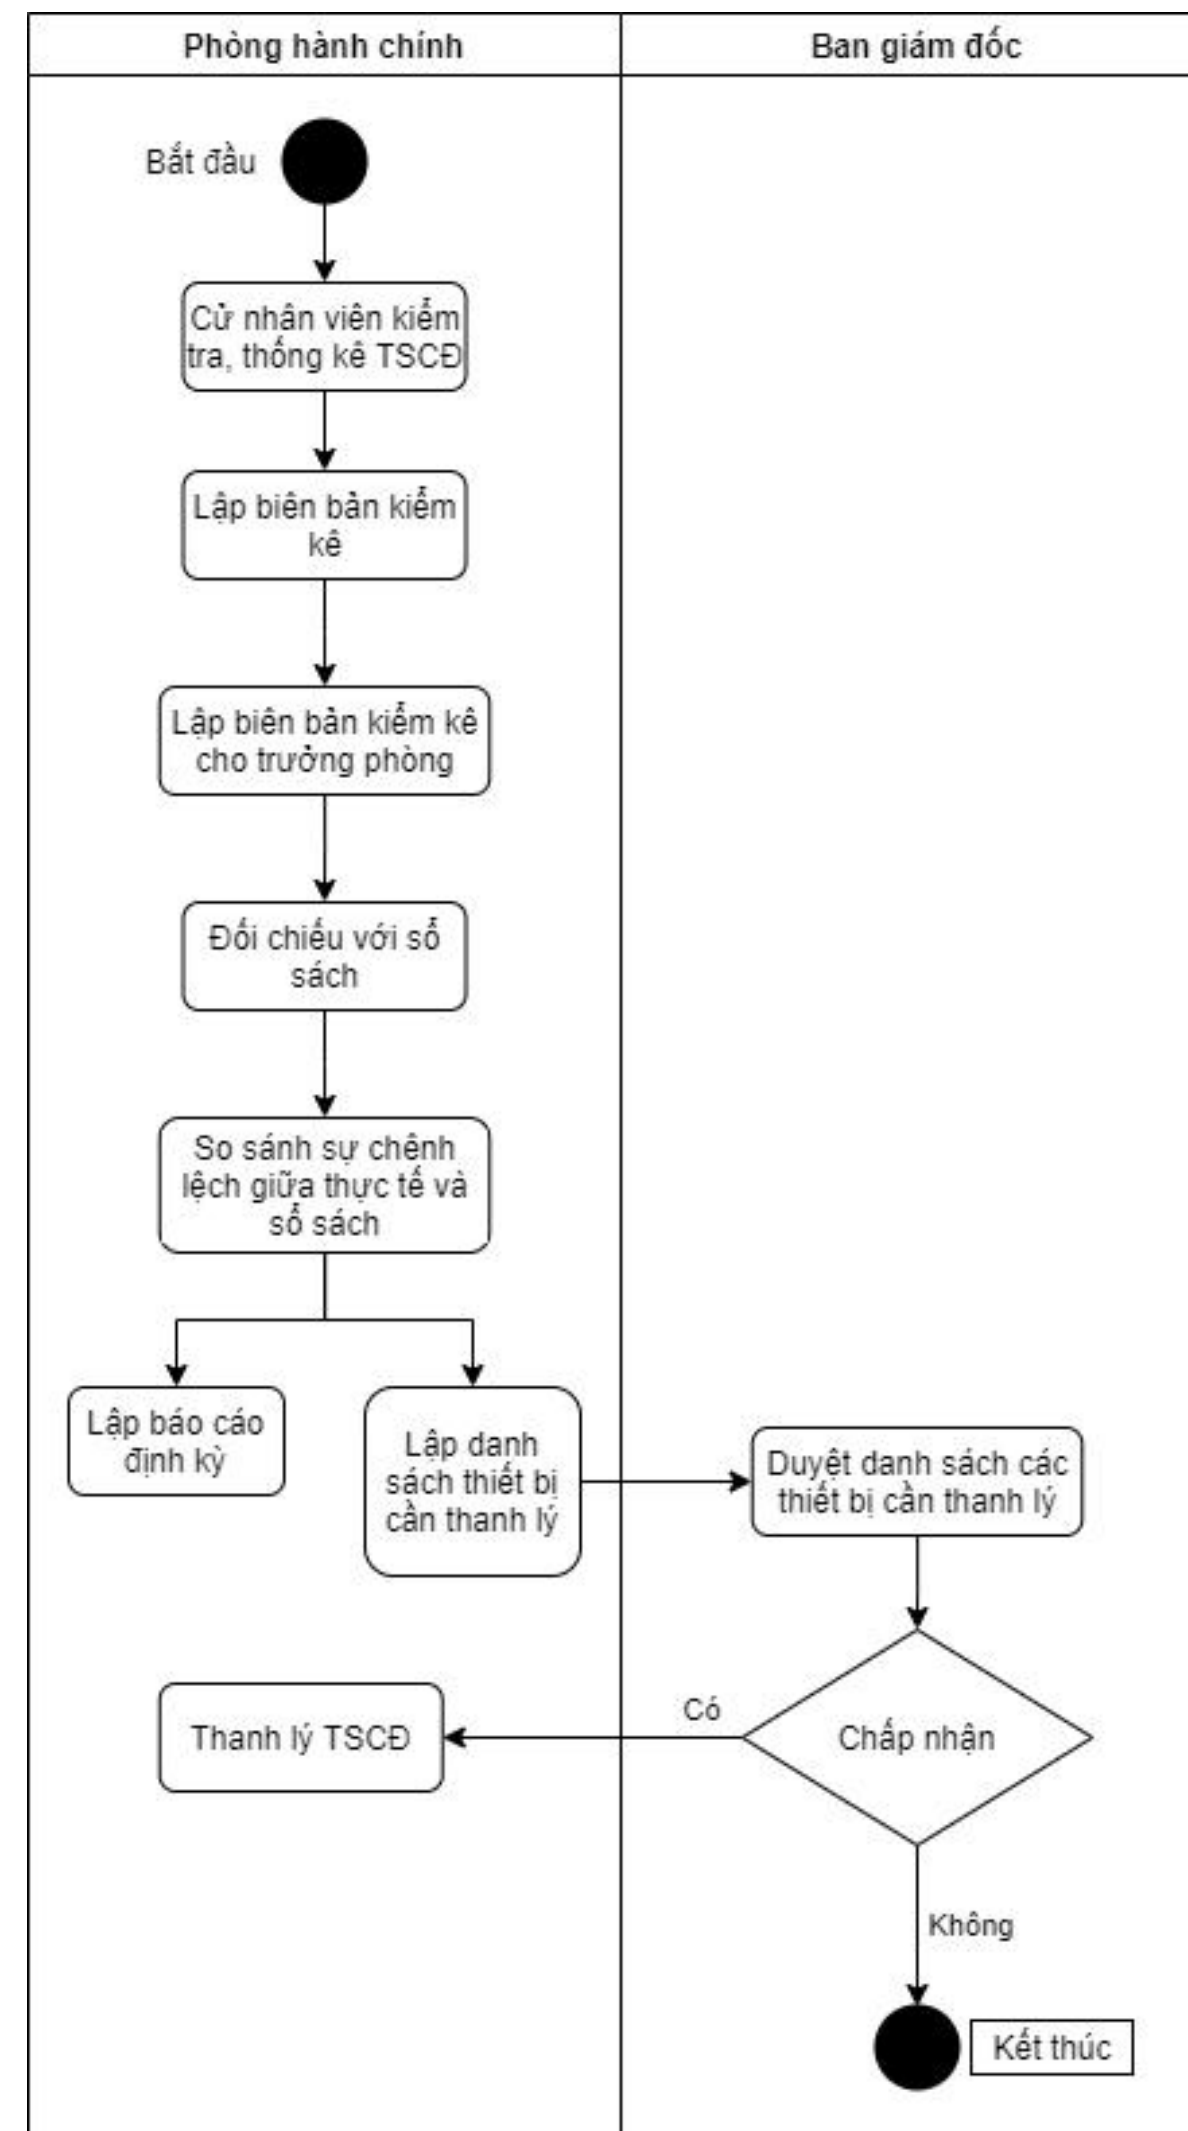 Phòng hành chính
Ban giám đốc
Bắt đầu
Cử nhân viên kiểm
tra, thống kê TSCĐ
Lập biên bản kiểm
kê
Lập biên bản kiểm kê
cho trưởng phòng
Đối chiếu với sổ
sách
So sánh sự chênh
lệch giữa thực tế và
sổ sách
Lập báo cáo
định kỳ
Lập danh
sách thiết bị
cần thanh lý
Duyệt danh sách các
thiết bị cần thanh lý
Chấp nhận
Có
Thanh lý TSCĐ
Không
Kết thúc